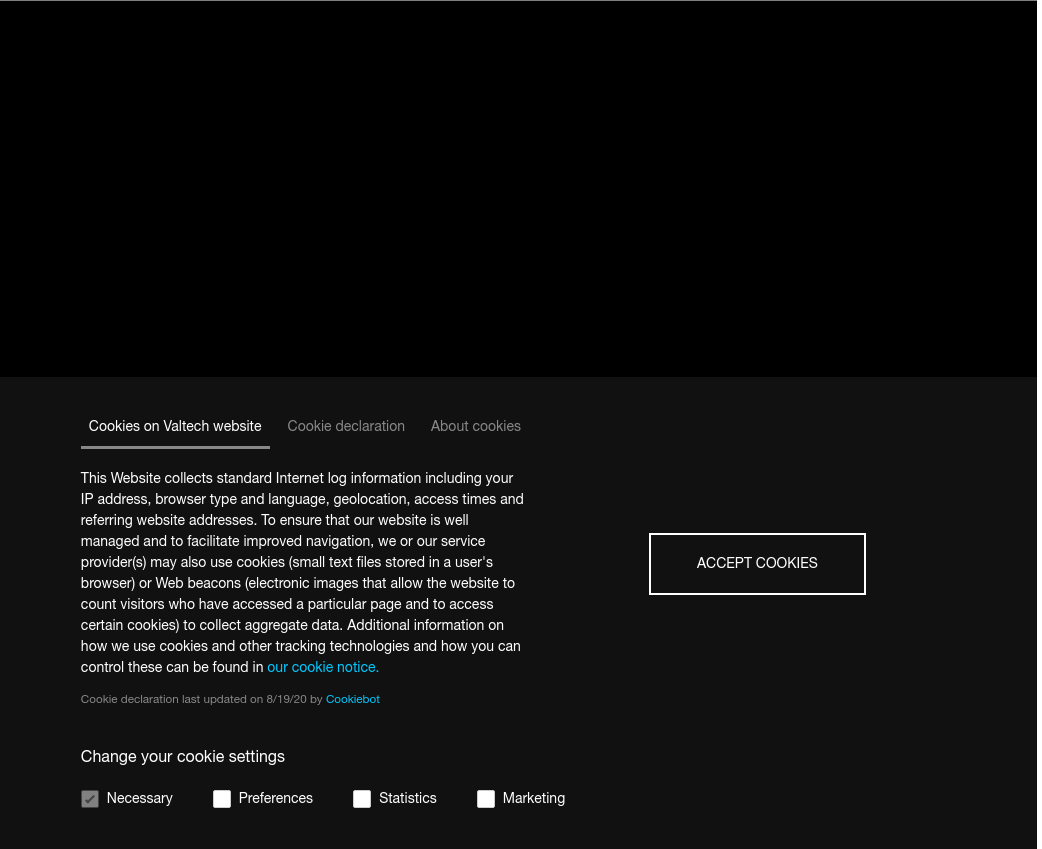 Cookies on Valtech website Cookie declaration About cookies
This Website collects standard Internet log information including your
IP address, browser type and language, geolocation, access times and
referring website addresses. To ensure that our website is well
managed and to facilitate improved navigation, we or our service
provider(s) may also use cookies (small text files stored in a user's
browser) or Web beacons (electronic images that allow the website to
count visitors who have accessed a particular page and to access
certain cookies) to collect aggregate data. Additional information on
how we use cookies and other tracking technologies and how you can
control these can be found in our cookie notice.
Cookie declaration last updated on 8/19/20 by Cookiebot
ACCEPT COOKIES
Change your cookie settings
Necessary Preferences Statistics Marketing